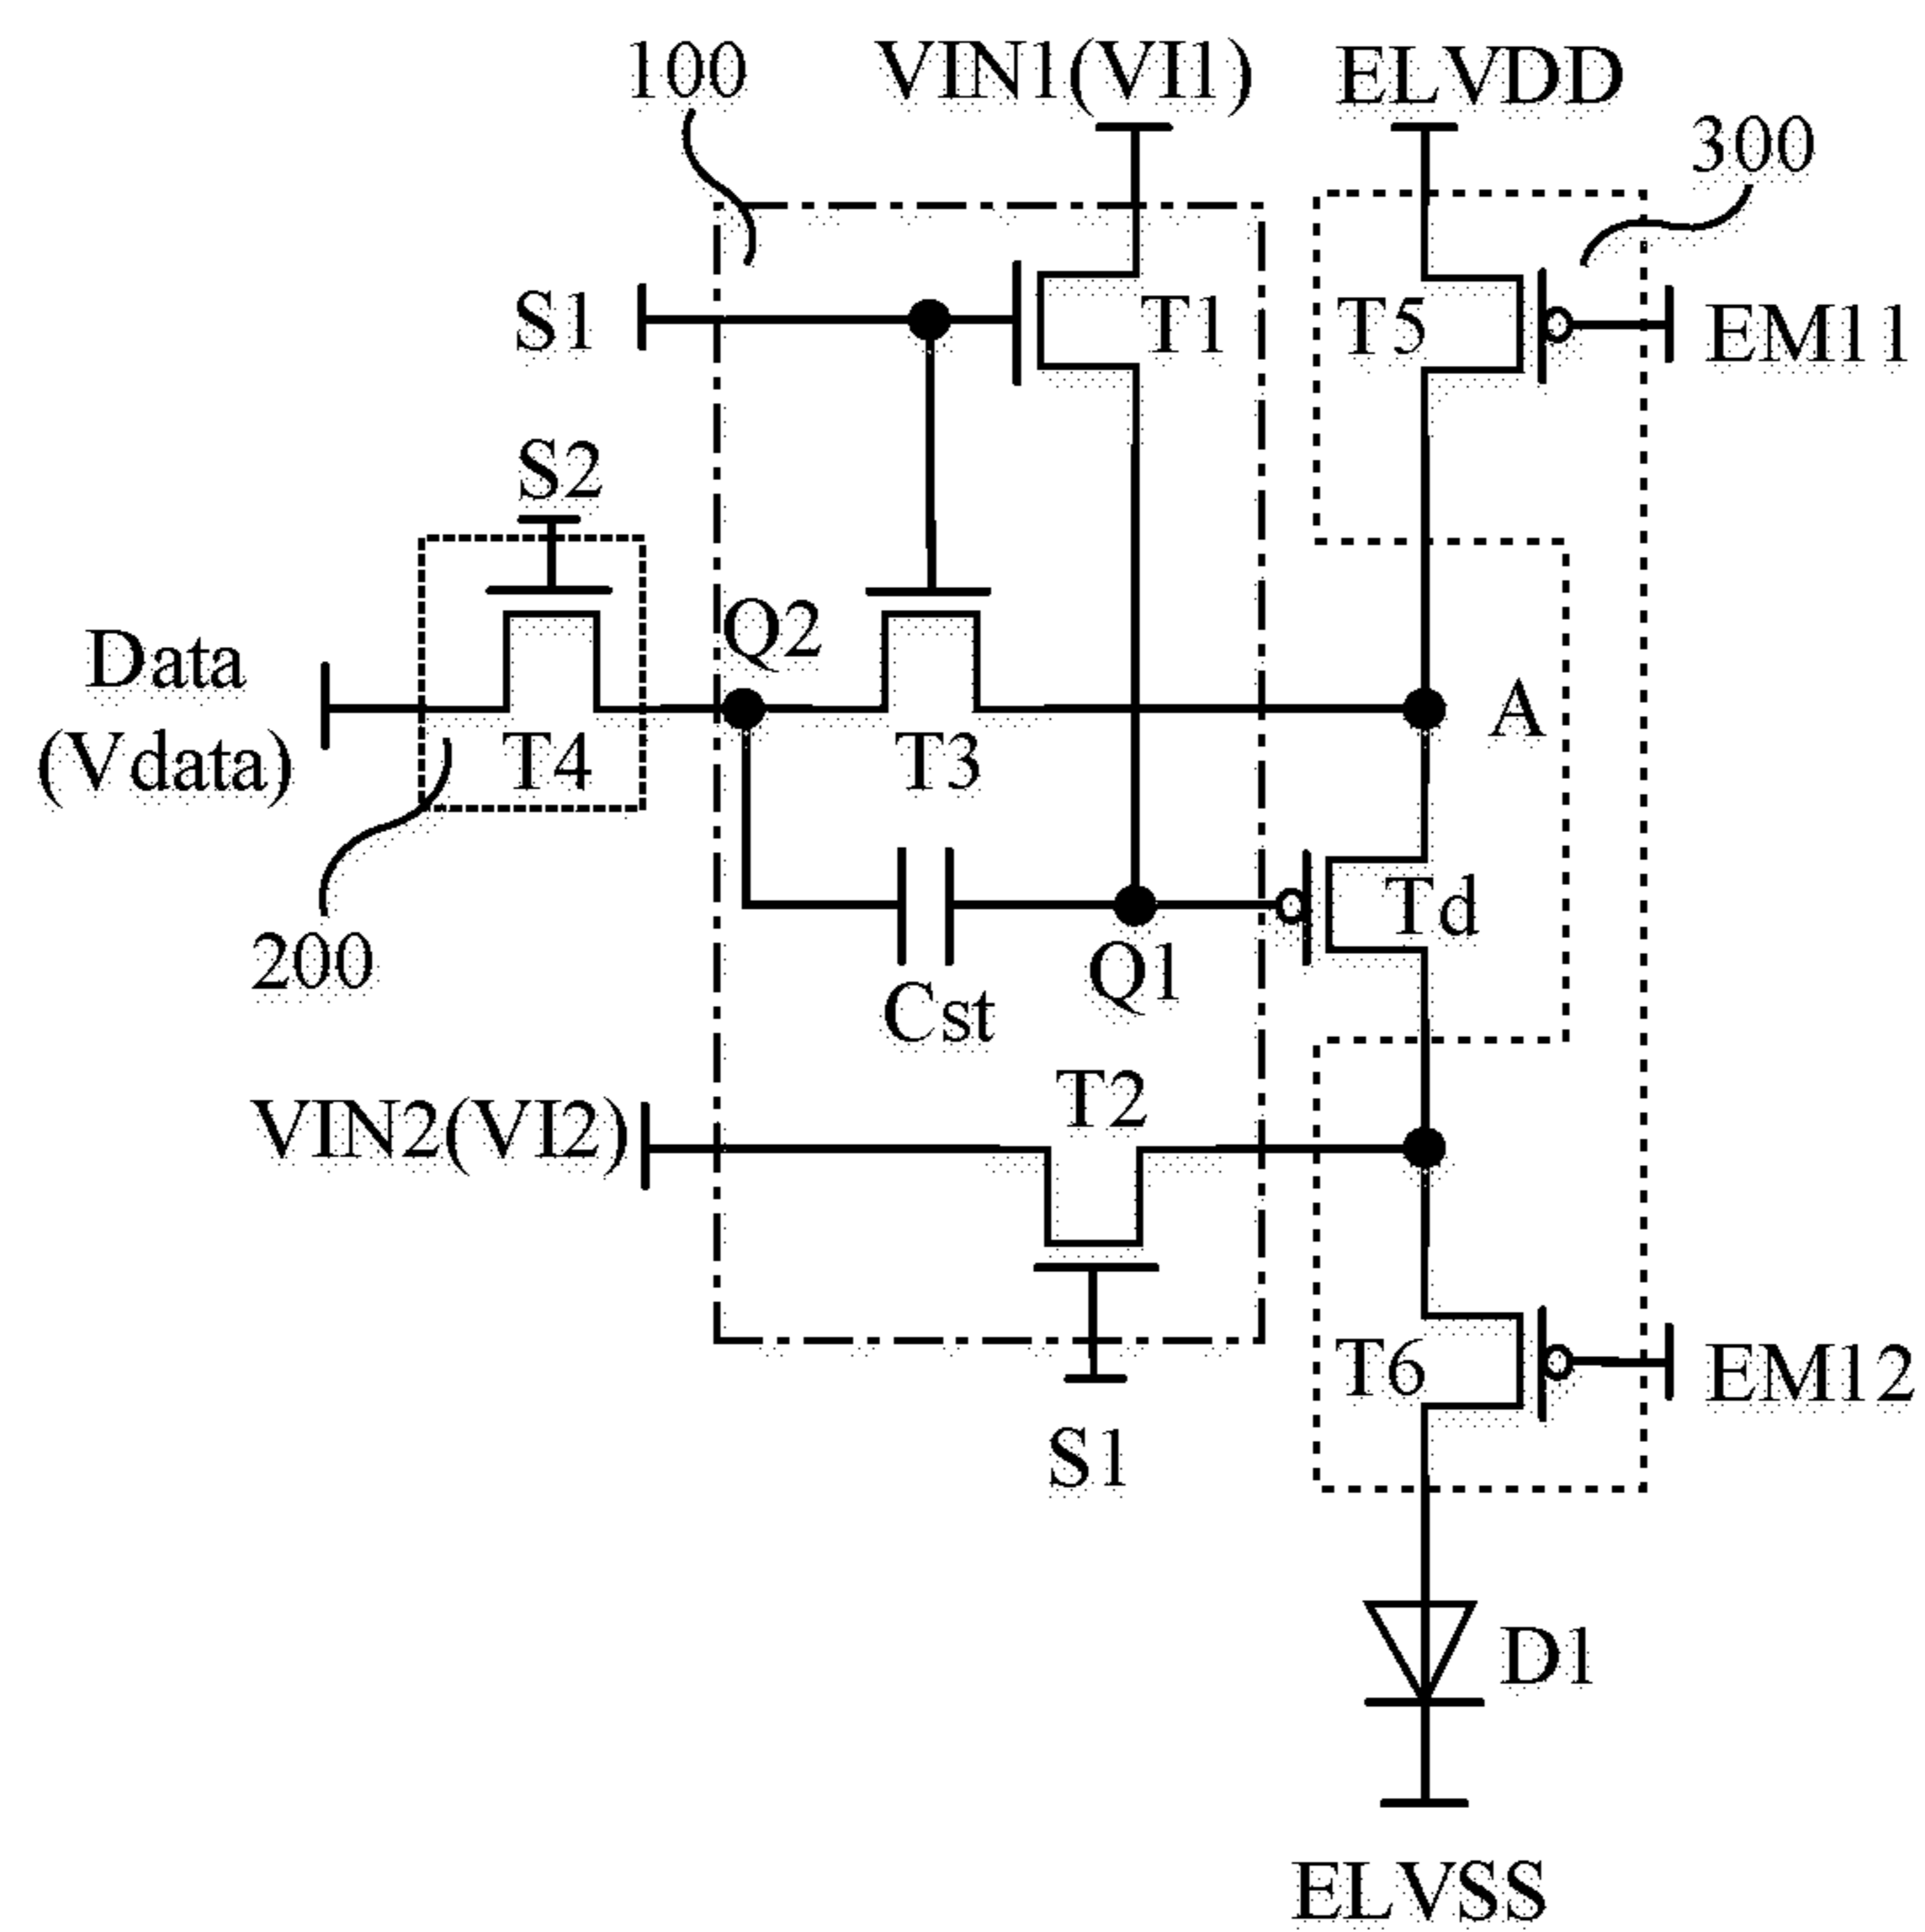 100
VIN1(VI1)
ELVDD
300
S1
T1
T5
EM11
S2
Q2
Data
(Vdata)
T4
T3
A
Td
200
Q1
Cst
T2
VIN2(VI2)
T6
EM12
S1
D1
ELVSS